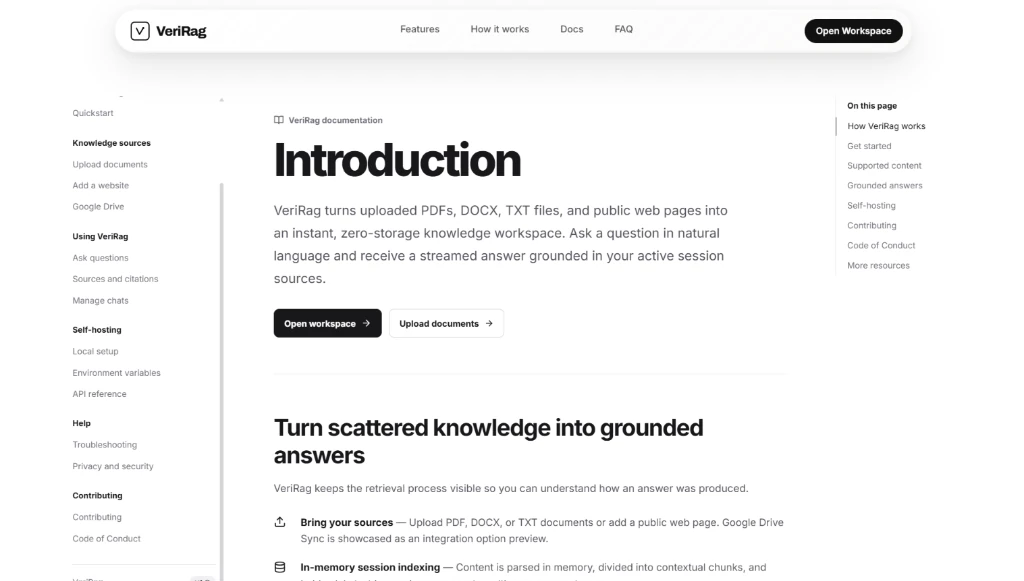 VeriRag
Features
How it works
Docs
FAQ
Open Workspace
Quickstart
Knowledge sources
Upload documents
Add a website
Google Drive
Using VeriRag
Ask questions
Sources and citations
Manage chats
Self-hosting
Local setup
Environment variables
API reference
Help
Troubleshooting
Privacy and security
Contributing
Contributing
Code of Conduct
VeriRag documentation
Introduction
VeriRag turns uploaded PDFs, DOCX, TXT files, and public web pages into
an instant, zero-storage knowledge workspace. Ask a question in natural
language and receive a streamed answer grounded in your active session
sources.
Open workspace →
Upload documents →
Turn scattered knowledge into grounded
answers
VeriRag keeps the retrieval process visible so you can understand how an answer was produced.
Bring your sources — Upload PDF, DOCX, or TXT documents or add a public web page. Google Drive
Sync is showcased as an integration option preview.
In-memory session indexing — Content is parsed in memory, divided into contextual chunks, and
On this page
How VeriRag works
Get started
Supported content
Grounded answers
Self-hosting
Contributing
Code of Conduct
More resources